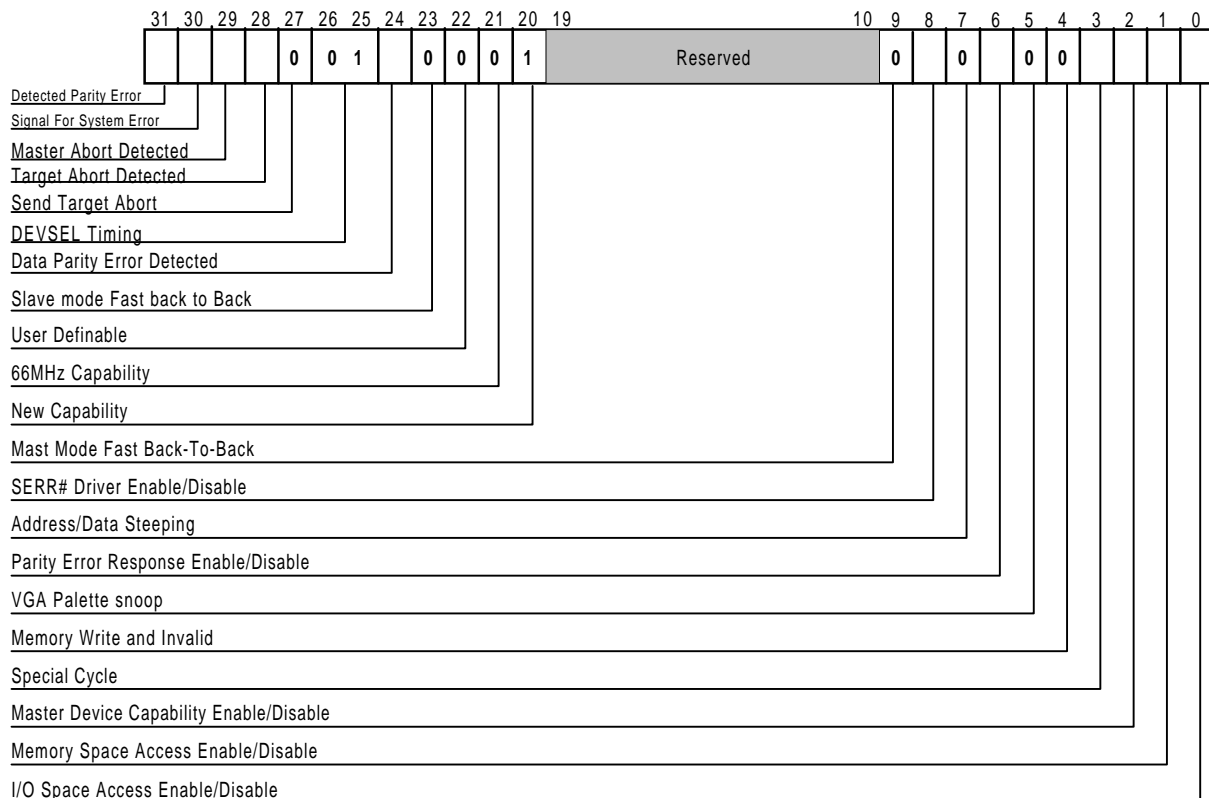 31 30 29 28 27 26 25 24 23 22 21 20 19 10 9 8 7 6 5 4 3 2 1 0
0 0 1 0 0 0 1 Reserved 0 0 0 0
Detected Parity Error
Signal For System Error
Master Abort Detected
Target Abort Detected
Send Target Abort
DEVSEL Timing
Data Parity Error Detected
Slave mode Fast back to Back
User Definable
66MHz Capability
New Capability
Mast Mode Fast Back-To-Back
SERR# Driver Enable/Disable
Address/Data Steeping
Parity Error Response Enable/Disable
VGA Palette snoop
Memory Write and Invalid
Special Cycle
Master Device Capability Enable/Disable
Memory Space Access Enable/Disable
I/O Space Access Enable/Disable